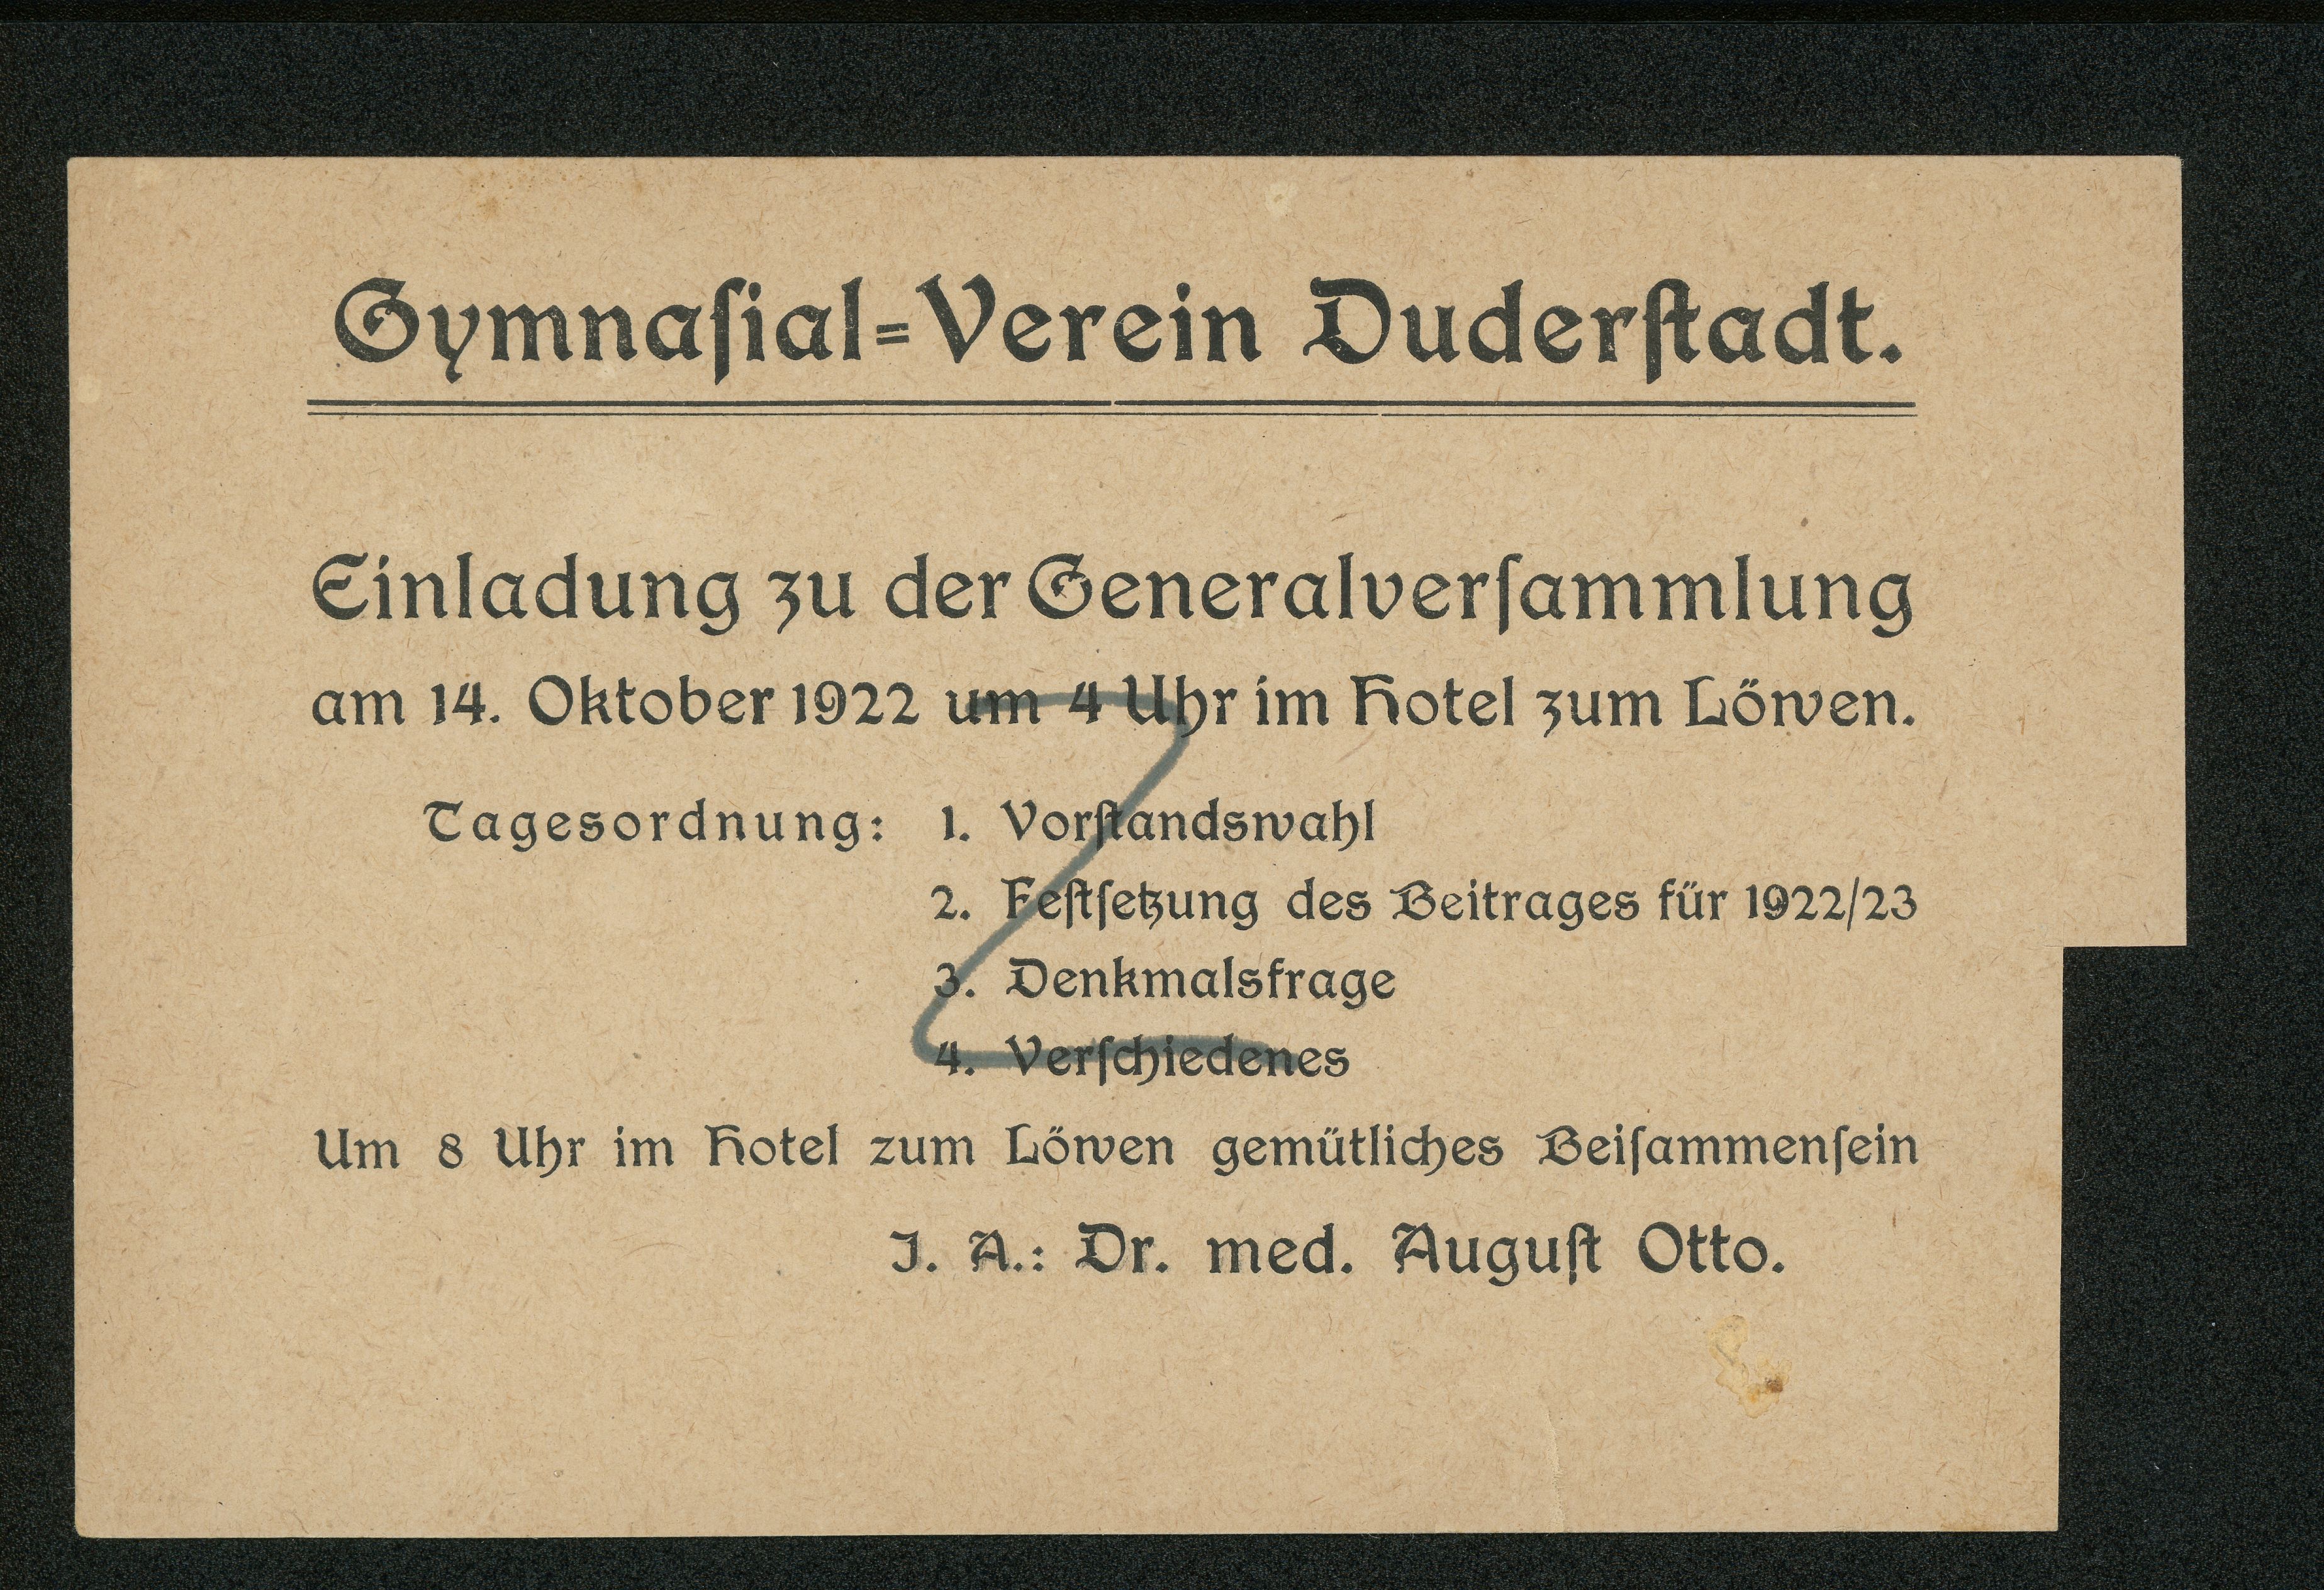 Gymnaſial=Verein Duderſtadt.
Einladung zu der Generalverſammlung
am 14. Oktober 1922 um 4 Uhr im Hotel zum Löwen.
Tagesordnung: 1. Vorſtandswahl
2. Feſtſetzung des Beitrages für 1922/23
3. Denkmalsfrage
4. Verſchiedenes
Um 8 Uhr im Hotel zum Löwen gemütliches Beiſammenſein
J. A.: Dr. med. Auguſt Otto.